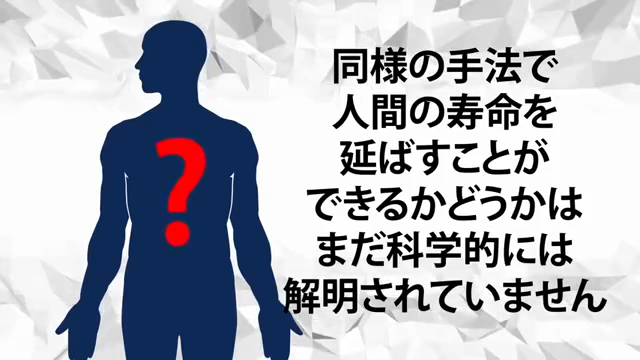 同様の手法で
人間の寿命を
延ばすことが
できるかどうかは
まだ科学的には
解明されていません
?